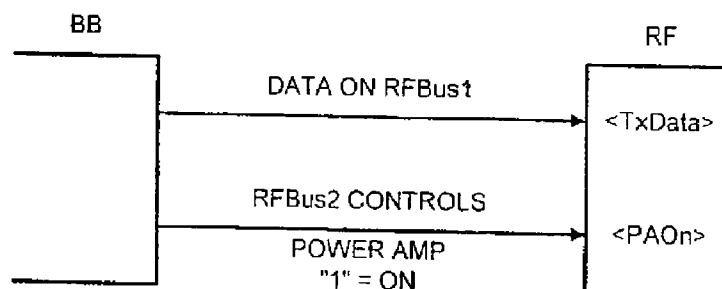 BB
RF
DATA ON RFBus1
<TxData>
RFBus2 CONTROLS
<PAOn>
POWER AMP
"1" = ON